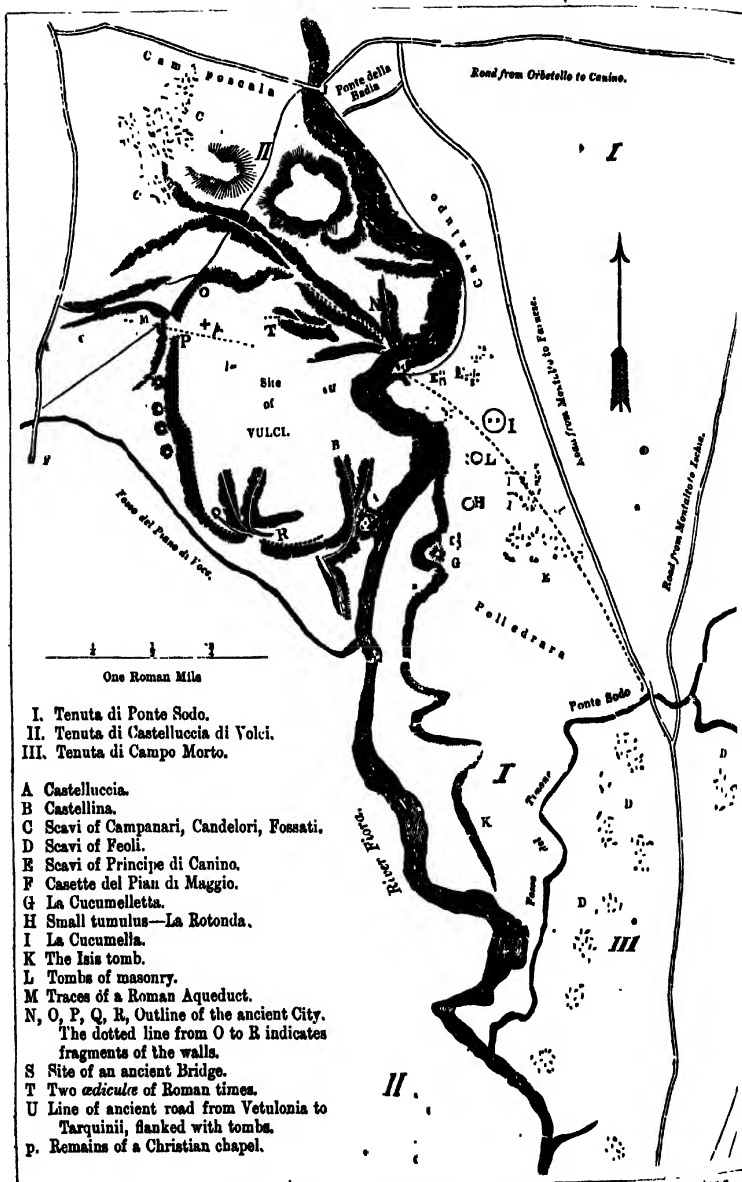 Camposcala
Ponte della
Badia
Road from Orbetello to Canino.
C
I
II
C
Cavalupo
Road from Montalto to Farnese.
O
N
M
P
T
Site
of
VULCI.
U
E
I
L
B
H
F
Q
R
G
E
Fosso del Piano di Voce.
Road from Montalto to Ischia.
Polledrara
One Roman Mile
Ponte Sodo
I. Tenuta di Ponte Sodo.
II. Tenuta di Castelluccia di Volci.
III. Tenuta di Campo Morto.
I
K
D
D
D
III
River Fiora.
Fosso del Timone
A Castelluccia.
B Castellina.
C Scavi of Campanari, Candelori, Fossati.
D Scavi of Feoli.
E Scavi of Principe di Canino.
F Casette del Pian di Maggio.
G La Cucumelletta.
H Small tumulus—La Rotonda.
I La Cucumella.
K The Isis tomb.
L Tombs of masonry.
M Traces of a Roman Aqueduct.
N, O, P, Q, R, Outline of the ancient City.
The dotted line from O to R indicates
fragments of the walls.
S Site of an ancient Bridge.
T Two ædiculæ of Roman times.
U Line of ancient road from Vetulonia to
Tarquinii, flanked with tombs.
p. Remains of a Christian chapel.
II